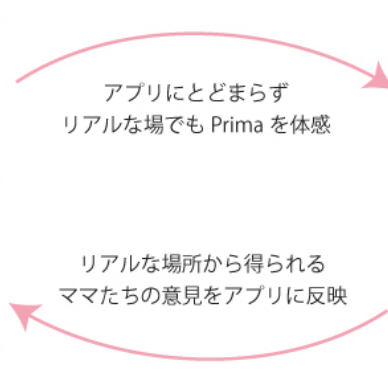 アプリにとどまらず
リアルな場でも Prima を体感
リアルな場所から得られる
ママたちの意見をアプリに反映